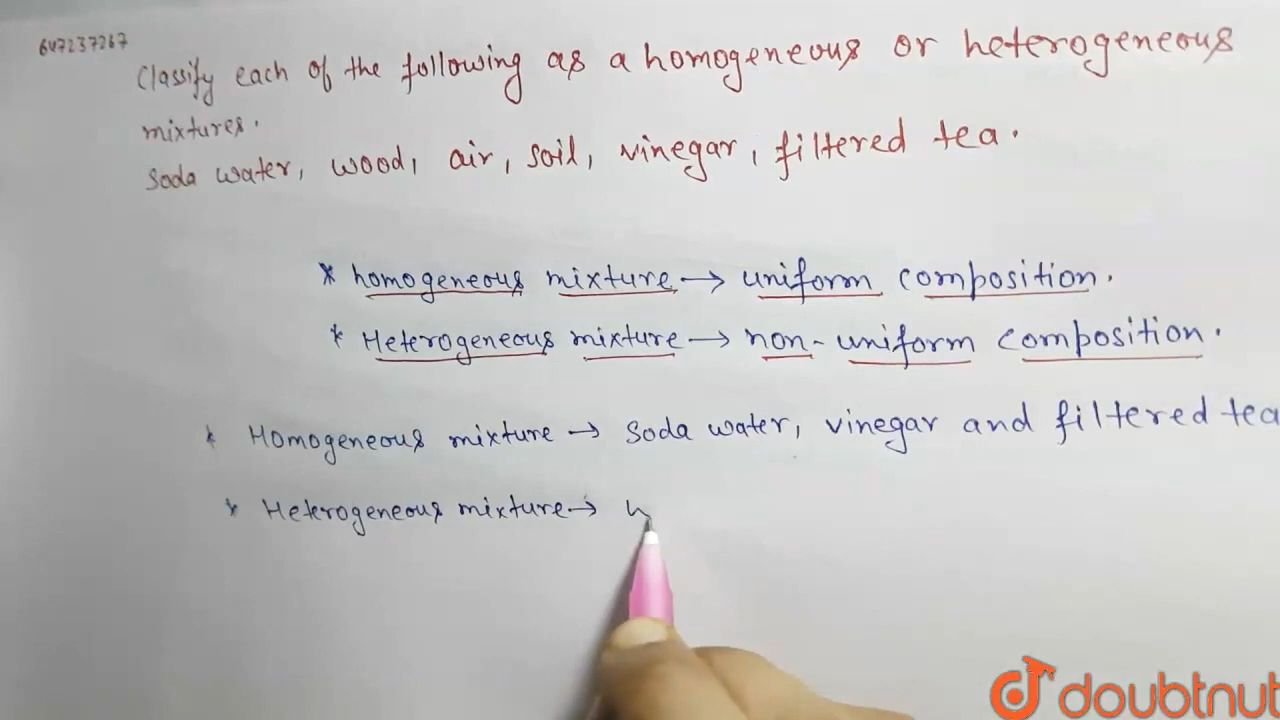 647237267
Classify each of the following as a homogeneous or heterogeneous
mixtures.
Soda water, wood, air, soil, vinegar, filtered tea.
* homogeneous mixture → uniform composition.
* Heterogeneous mixture → non-uniform composition.
* Homogeneous mixture → Soda water, vinegar and filtered tea
* Heterogeneous mixture →
doubtnut